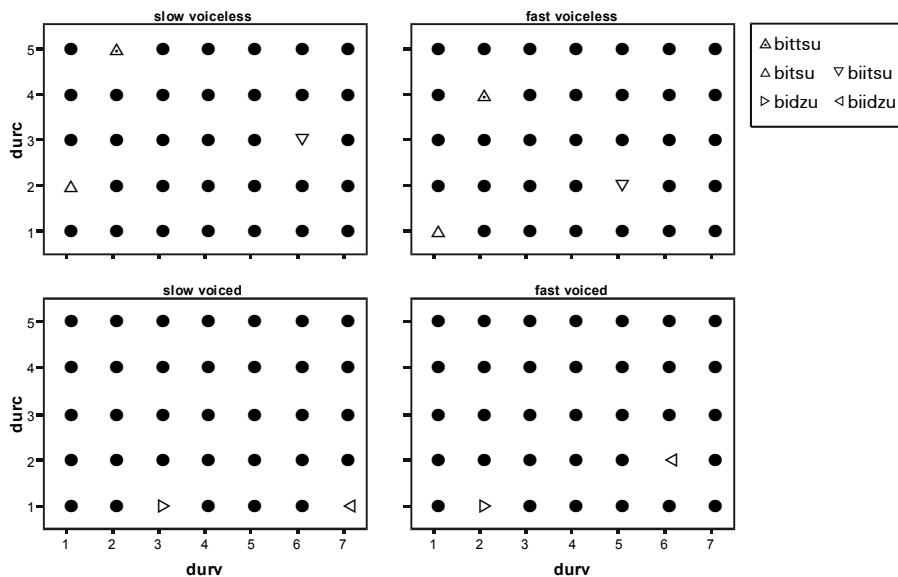 slow voiceless
fast voiceless
bittsu
bitsu biitsu
bidzu biidzu
durc
5
4
3
2
1
slow voiced
fast voiced
durc
5
4
3
2
1
1 2 3 4 5 6 7
1 2 3 4 5 6 7
durv
durv